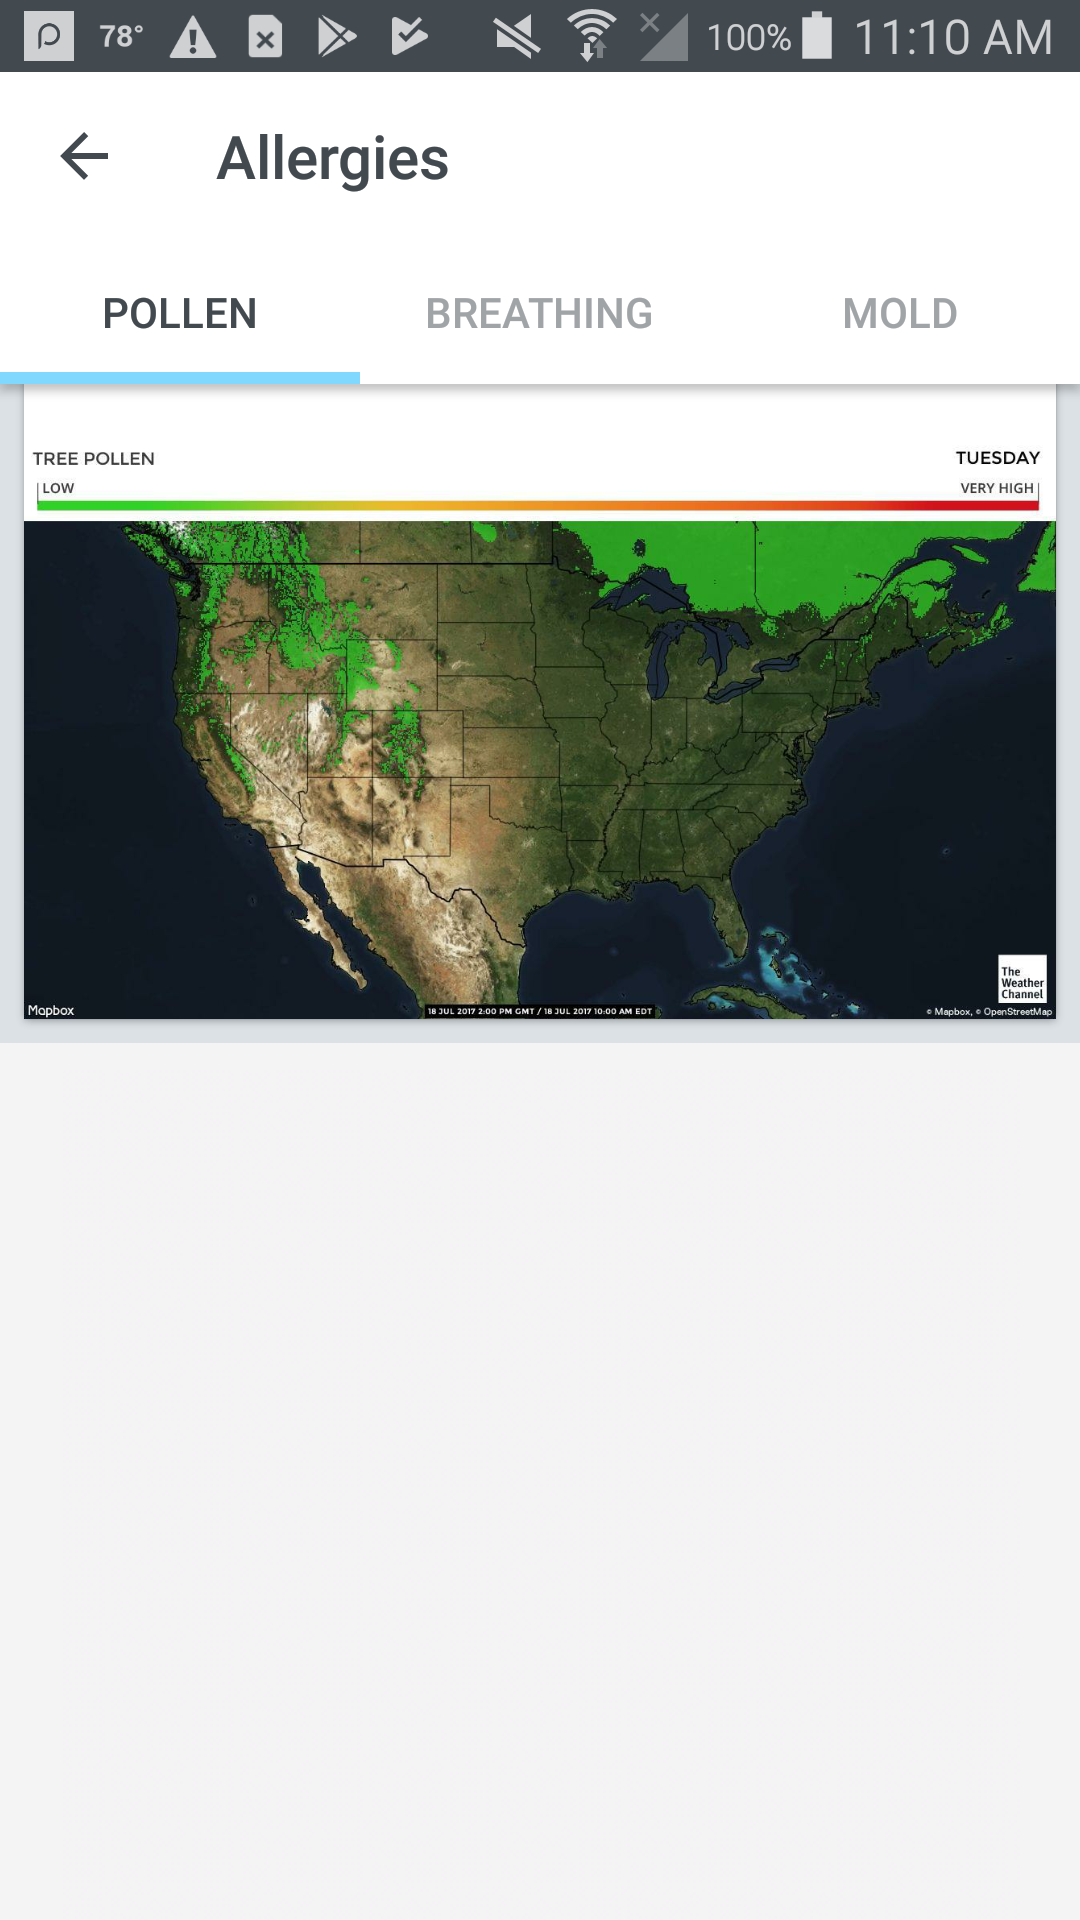 78° 100% 11:10 AM
Allergies
POLLEN BREATHING MOLD
TREE POLLEN TUESDAY
LOW VERY HIGH
The
Weather
Channel
Mapbox 18 JUL 2017 2:00 PM GMT / 18 JUL 2017 10:00 AM EDT © Mapbox, © OpenStreetMap